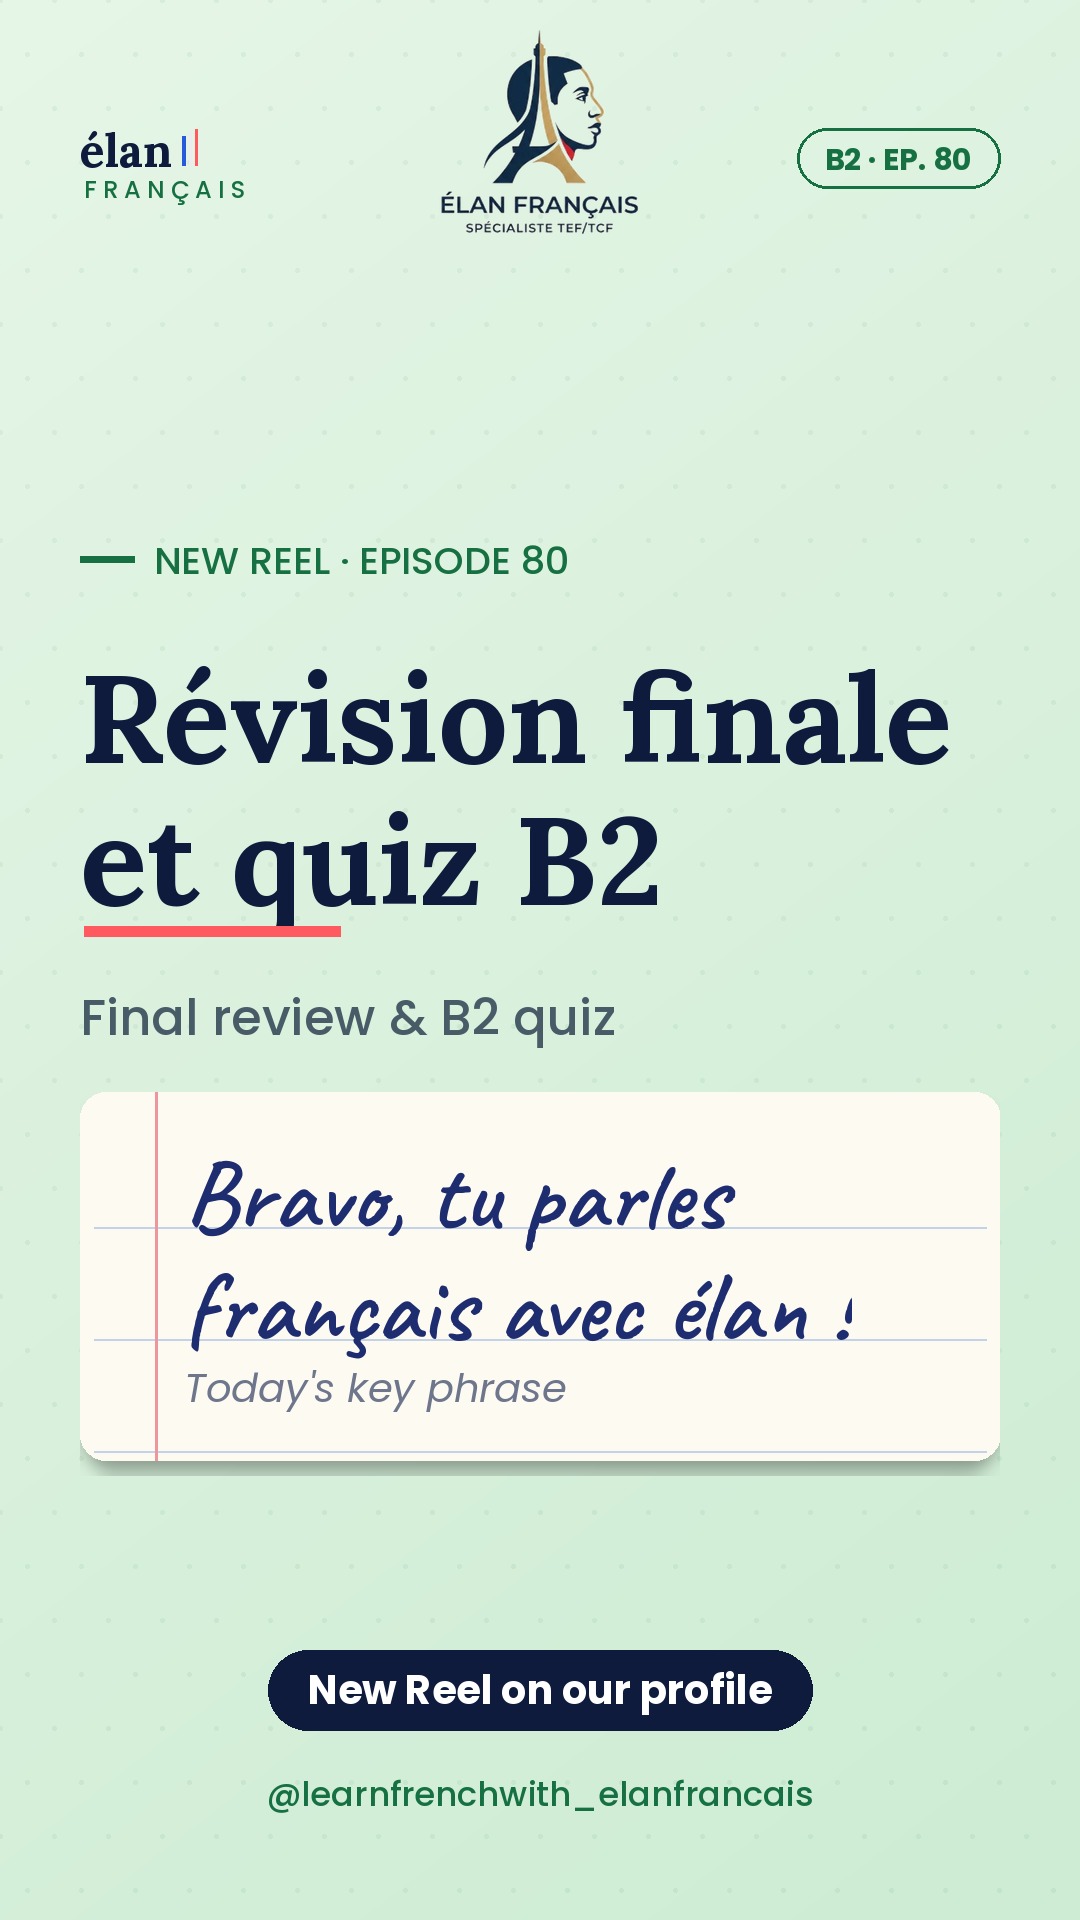 élan
FRANÇAIS
ÉLAN FRANÇAIS
SPÉCIALISTE TEF/TCF
B2 · EP. 80
NEW REEL · EPISODE 80
Révision finale
et quiz B2
Final review & B2 quiz
Bravo, tu parles
français avec élan !
Today's key phrase
New Reel on our profile
@learnfrenchwith_elanfrancais